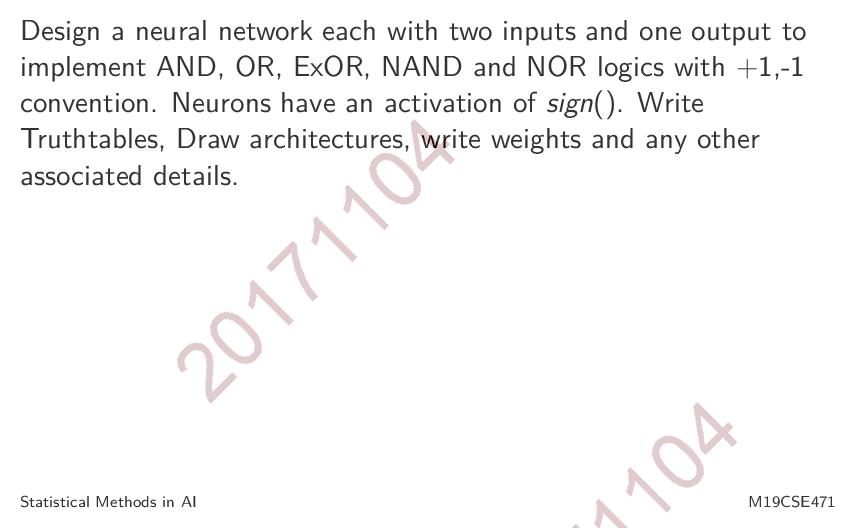 Design a neural network each with two inputs and one output to
implement AND, OR, ExOR, NAND and NOR logics with +1,-1
convention. Neurons have an activation of sign(). Write
Truthtables, Draw architectures, write weights and any other
associated details.
20171104
1104
Statistical Methods in AI
M19CSE471